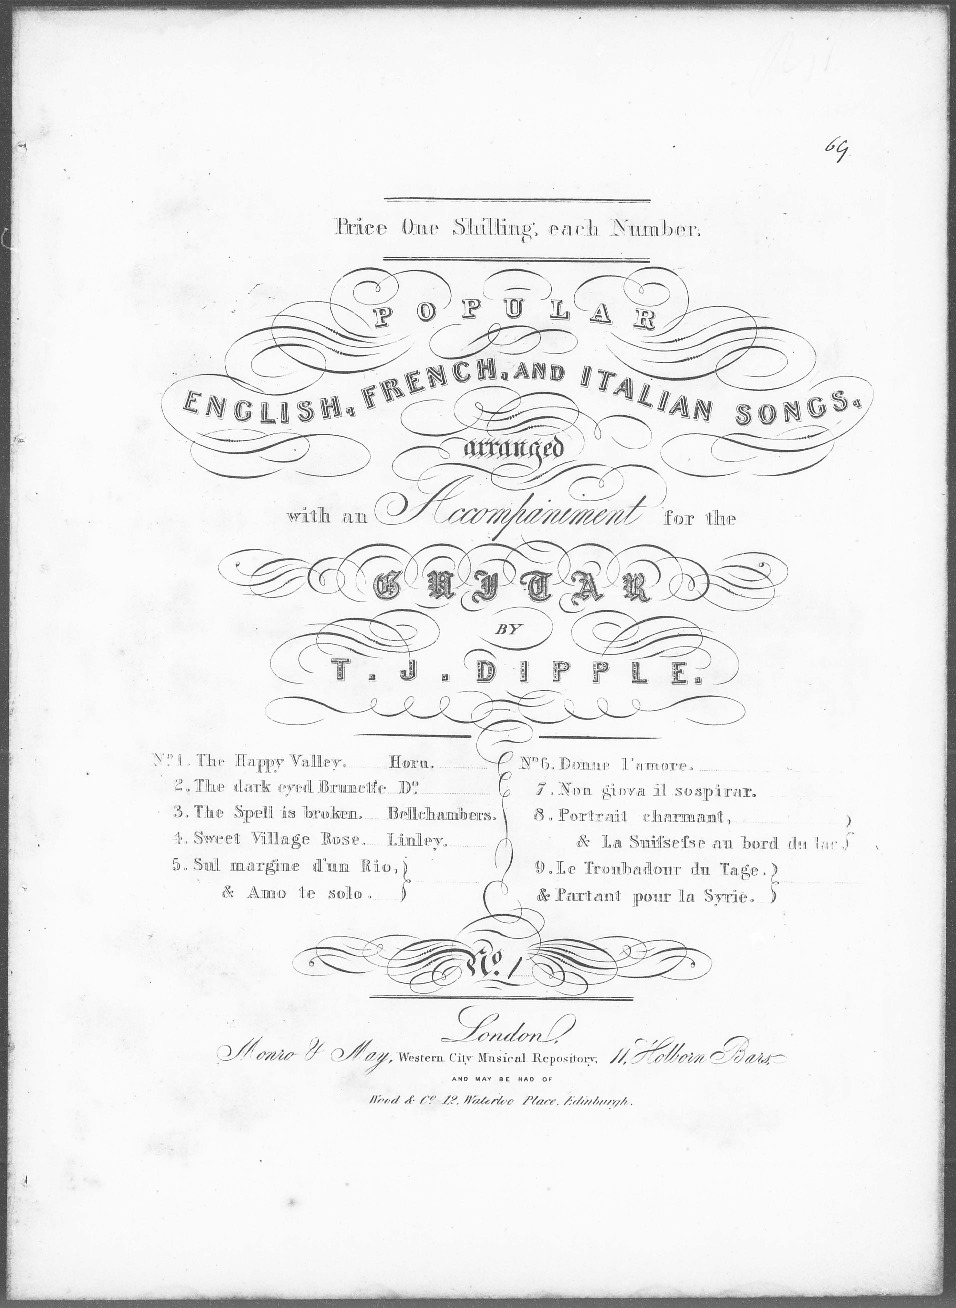 69
Price One Shilling, each Number.
POPULAR
ENGLISH, FRENCH, AND ITALIAN SONGS,
arranged
with an Accompaniment for the
GUITAR
BY
T. J. DIPPLE.
No. 1. The Happy Valley. Horn.
2. The dark eyed Brunette Do.
3. The Spell is broken. Bellchambers.
4. Sweet Village Rose. Linley.
5. Sul margine d'un Rio,
& Amo te solo.
No. 6. Donne l'amore.
7. Non giova il sospirar.
8. Portrait charmant,
& La Suissesse au bord du lac
9. Le Troubadour du Tage.
& Partant pour la Syrie.
No. 1
London,
Monro & May, Western City Musical Repository, 11, Holborn Bars,
AND MAY BE HAD OF
Wood & Co. 12, Waterloo Place, Edinburgh.